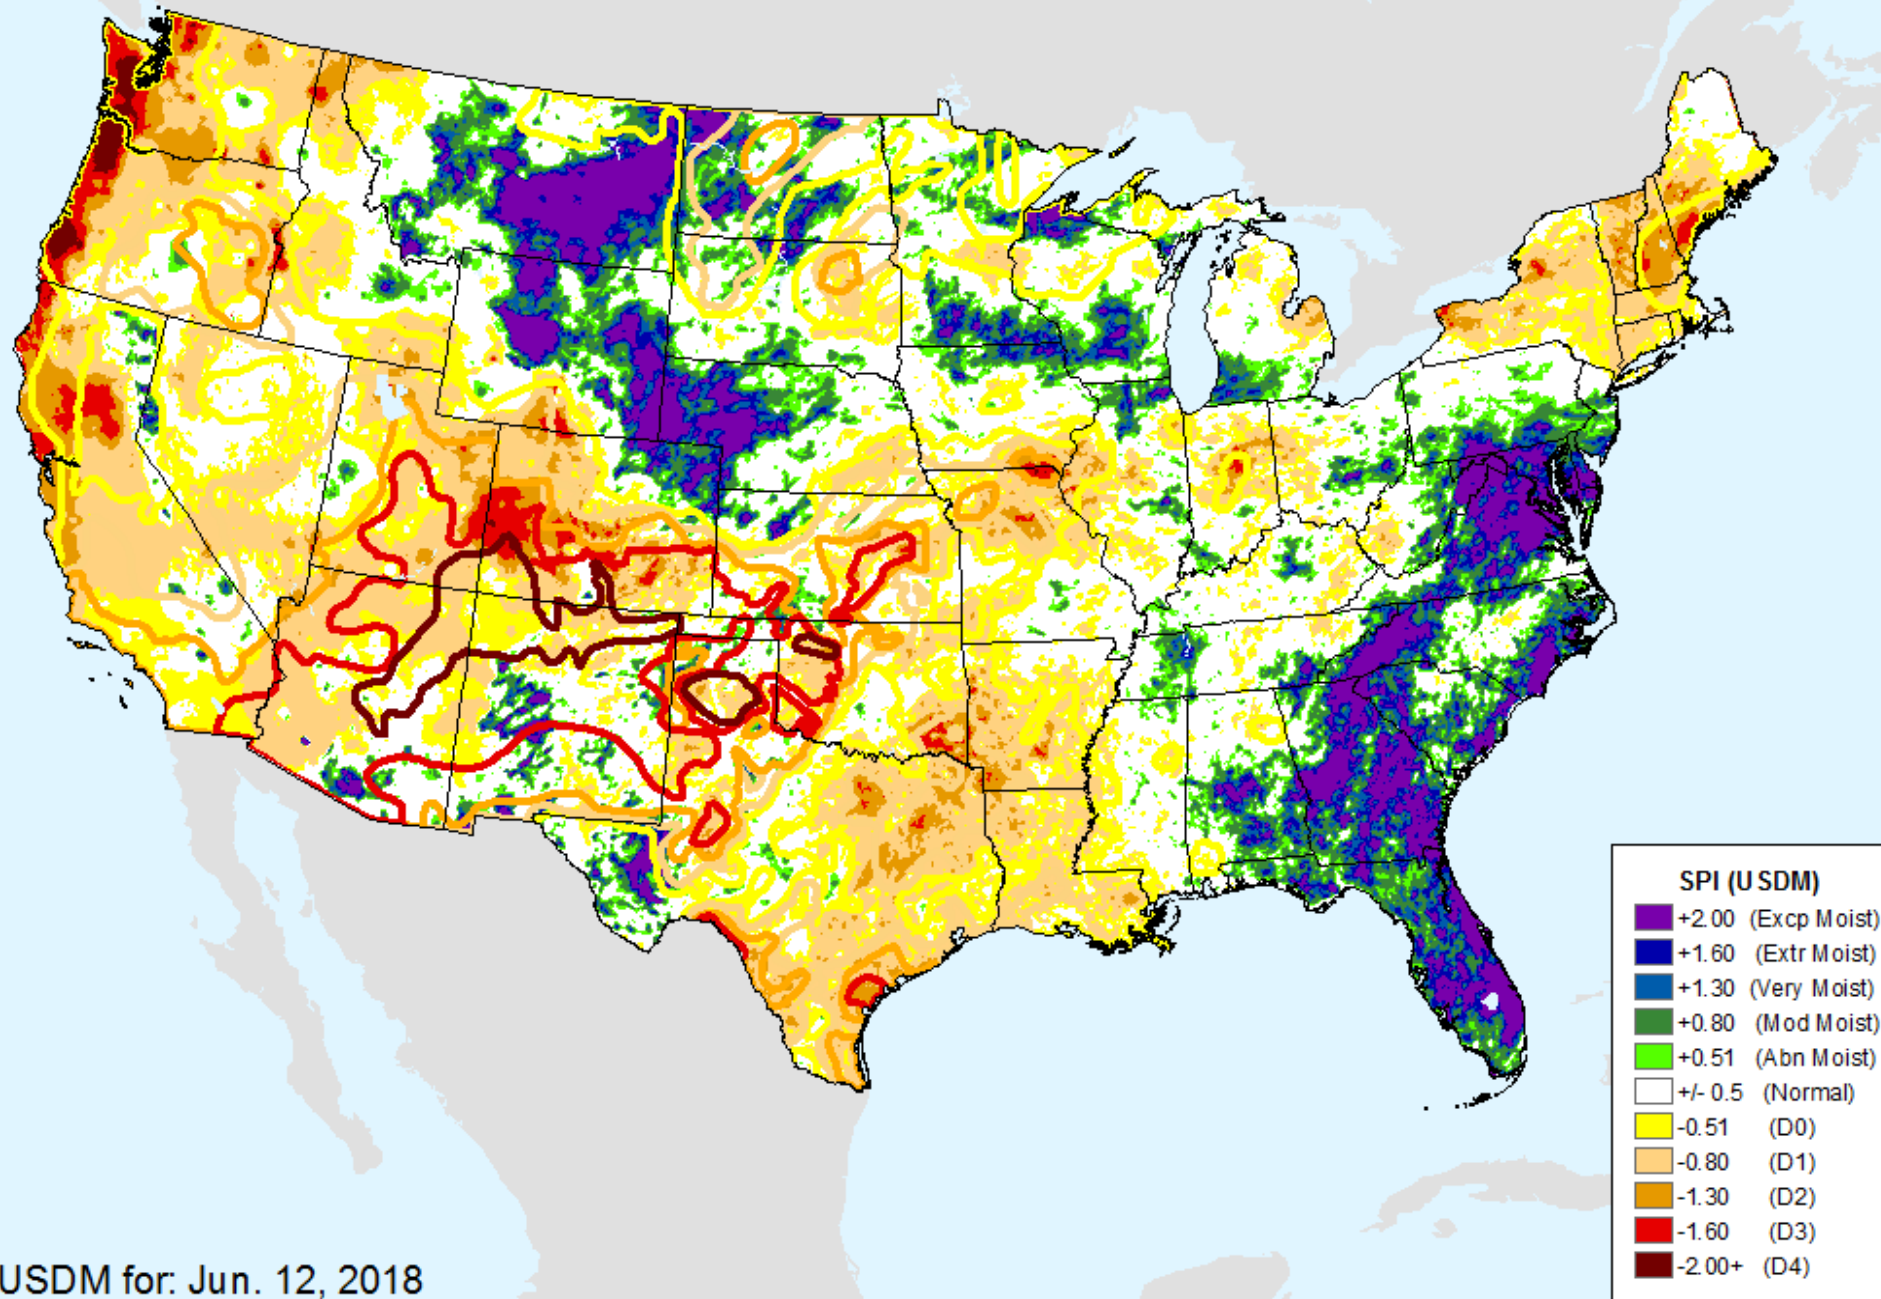 SPI (USDM)
+2.00 (Excp Moist)
+1.60 (Extr Moist)
+1.30 (Very Moist)
+0.80 (Mod Moist)
+0.51 (Abn Moist)
+/- 0.5 (Normal)
-0.51 (D0)
-0.80 (D1)
-1.30 (D2)
-1.60 (D3)
-2.00+ (D4)
USDM for: Jun. 12, 2018